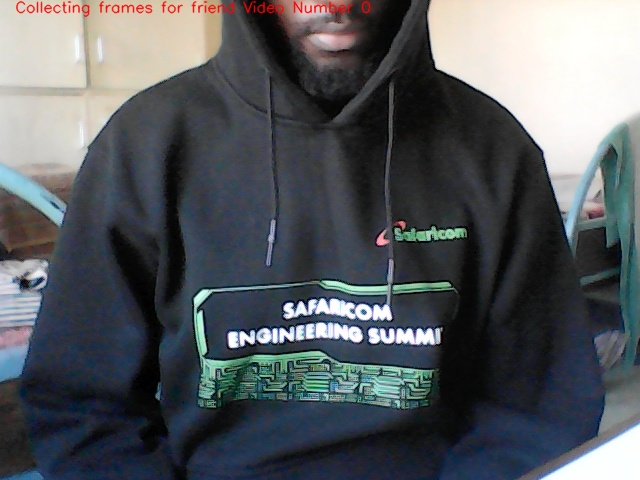 Collecting frames for friend Video Number 0
Safaricom
SAFARICOM
ENGINEERING SUMMI